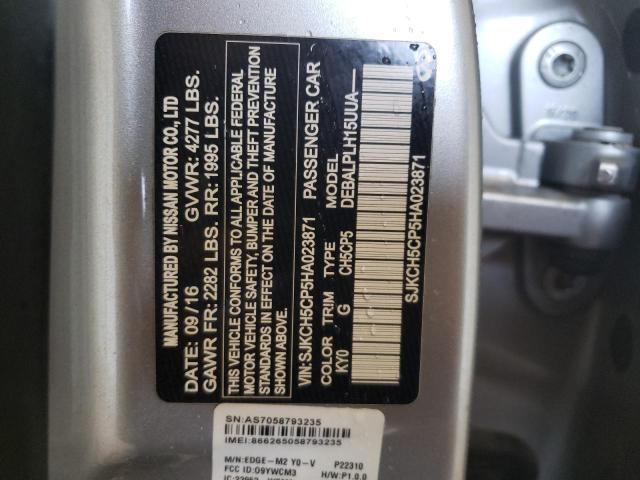 MANUFACTURED BY NISSAN MOTOR CO., LTD
DATE: 09/16 GVWR: 4277 LBS.
GAWR FR: 2282 LBS. RR: 1995 LBS.
THIS VEHICLE CONFORMS TO ALL APPLICABLE FEDERAL
MOTOR VEHICLE SAFETY, BUMPER AND THEFT PREVENTION
STANDARDS IN EFFECT ON THE DATE OF MANUFACTURE
SHOWN ABOVE.
VIN: SJKCH5CP5HA023871 PASSENGER CAR
COLOR TRIM TYPE MODEL
KY0 G CH5CP5 DEBALPLH15UUA—
SJKCH5CP5HA023871
SN:AS7058793235
IMEI:866265058793235
M/N:EDGE-M2 Y0-V P22310
FCC ID:O9YWCM3 H/W:P1.0.0